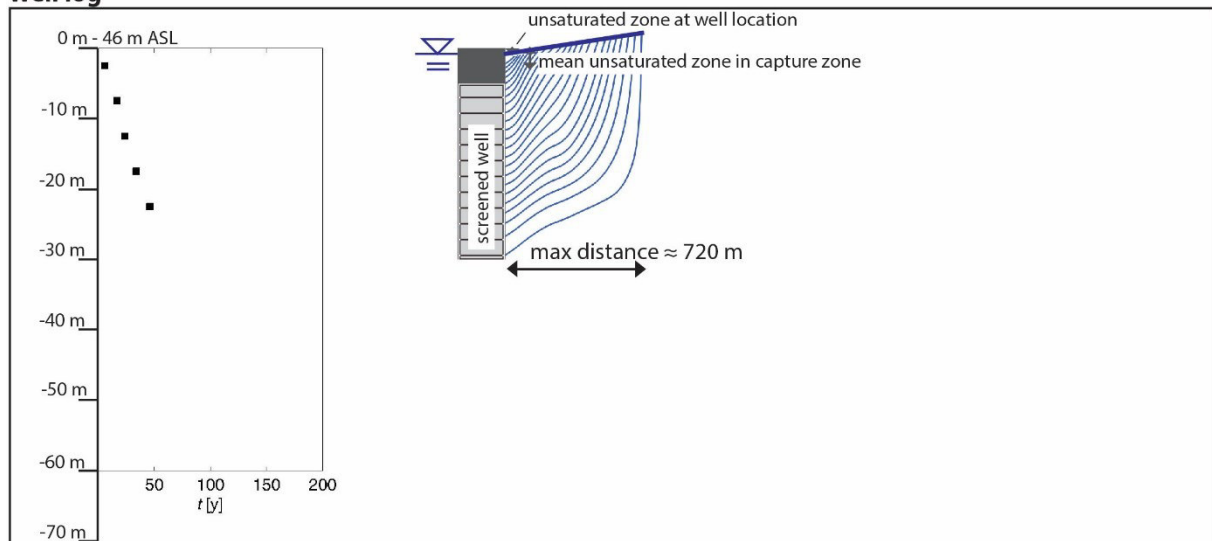 well log
0 m - 46 m ASL
-10 m
-20 m
-30 m
-40 m
-50 m
-60 m
-70 m
50 100 150 200
t [y]
unsaturated zone at well location
mean unsaturated zone in capture zone
screened well
max distance ≈ 720 m